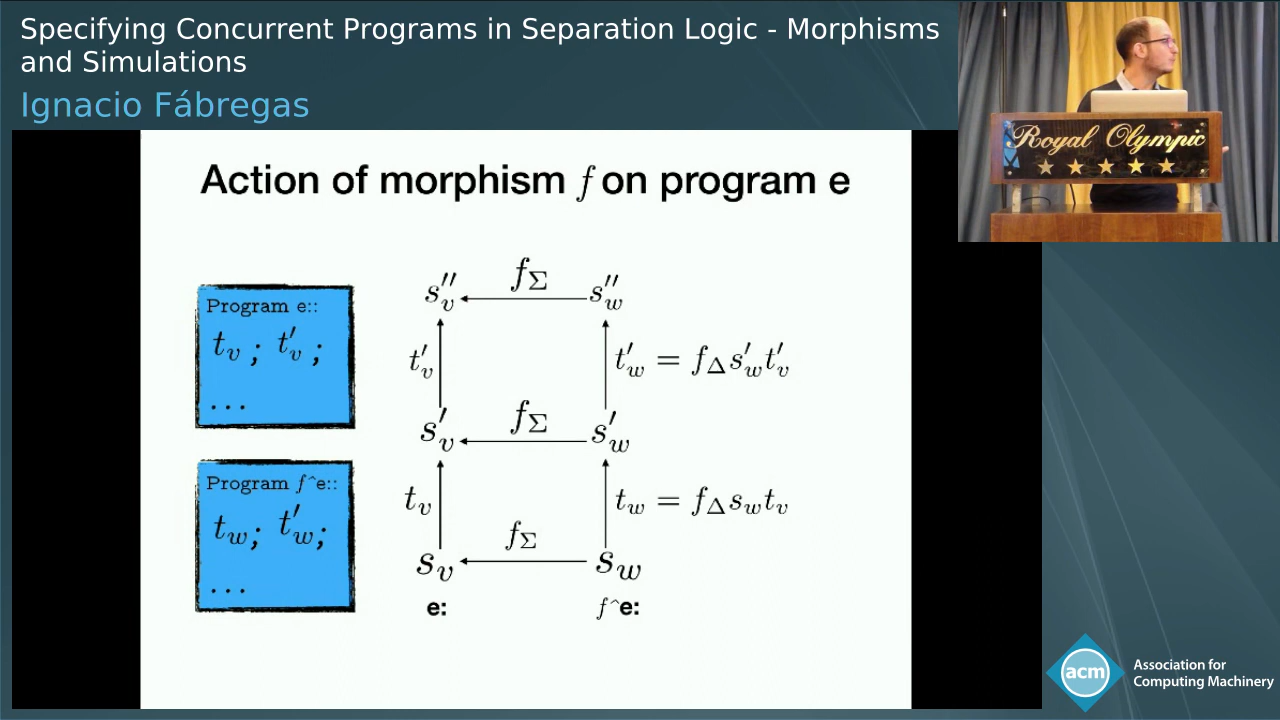 Specifying Concurrent Programs in Separation Logic - Morphisms
and Simulations
Ignacio Fábregas
Royal Olympic
Action of morphism f on program e
Program e::
t_v ; t'_v ;
...
Program f^e::
t_w; t'_w;
...
s''_v f_Σ s''_w
t'_v t'_w = f_Δ s'_w t'_v
s'_v f_Σ s'_w
t_v t_w = f_Δ s_w t_v
s_v f_Σ s_w
e: f^e:
acm
Association for
Computing Machinery